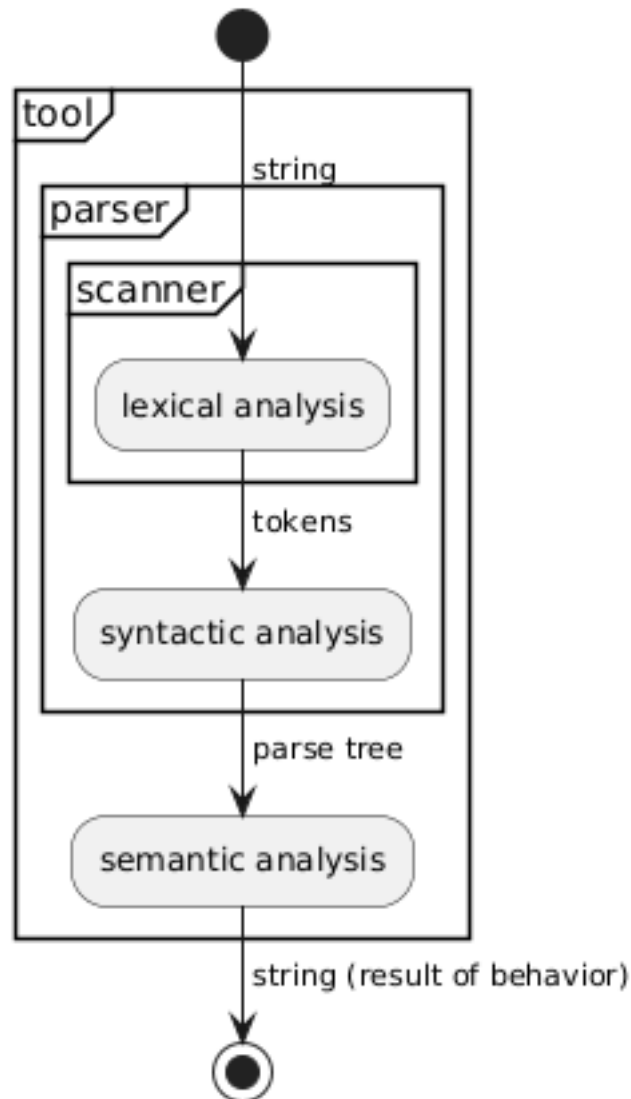 tool
string
parser
scanner
lexical analysis
tokens
syntactic analysis
parse tree
semantic analysis
string (result of behavior)